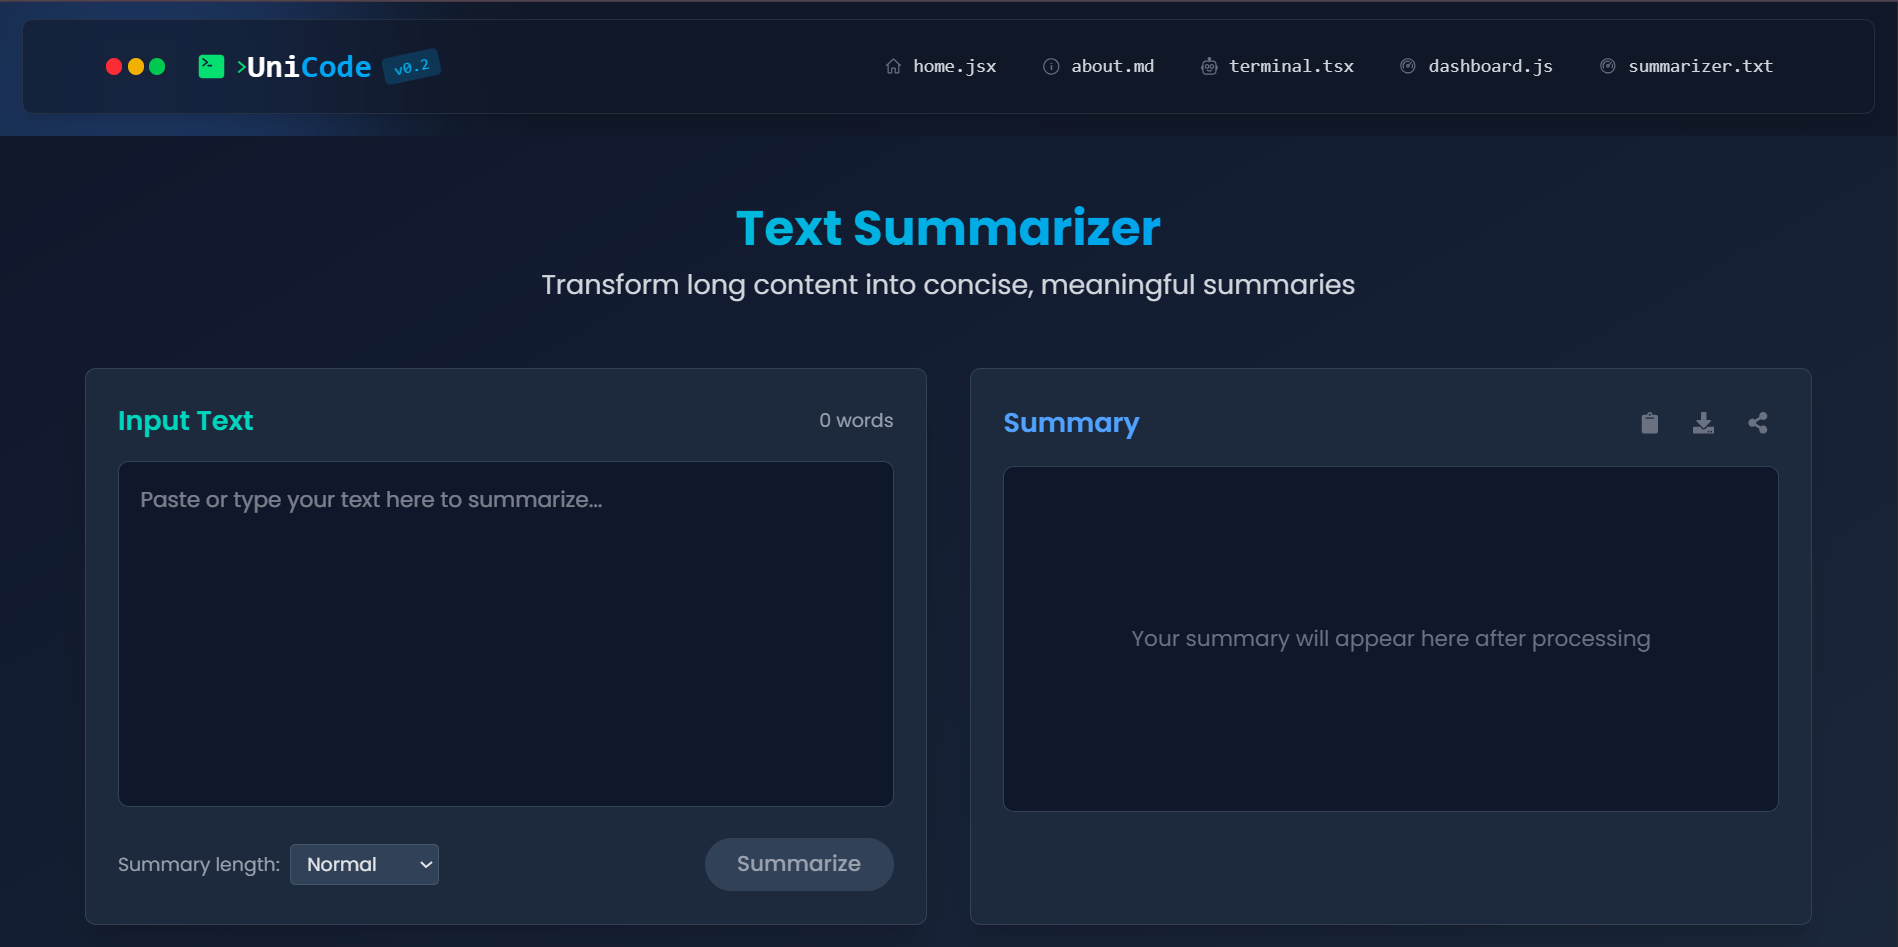 >UniCode v0.2
home.jsx
about.md
terminal.tsx
dashboard.js
summarizer.txt
Text Summarizer
Transform long content into concise, meaningful summaries
Input Text
0 words
Paste or type your text here to summarize...
Summary length:
Normal
Summarize
Summary
Your summary will appear here after processing